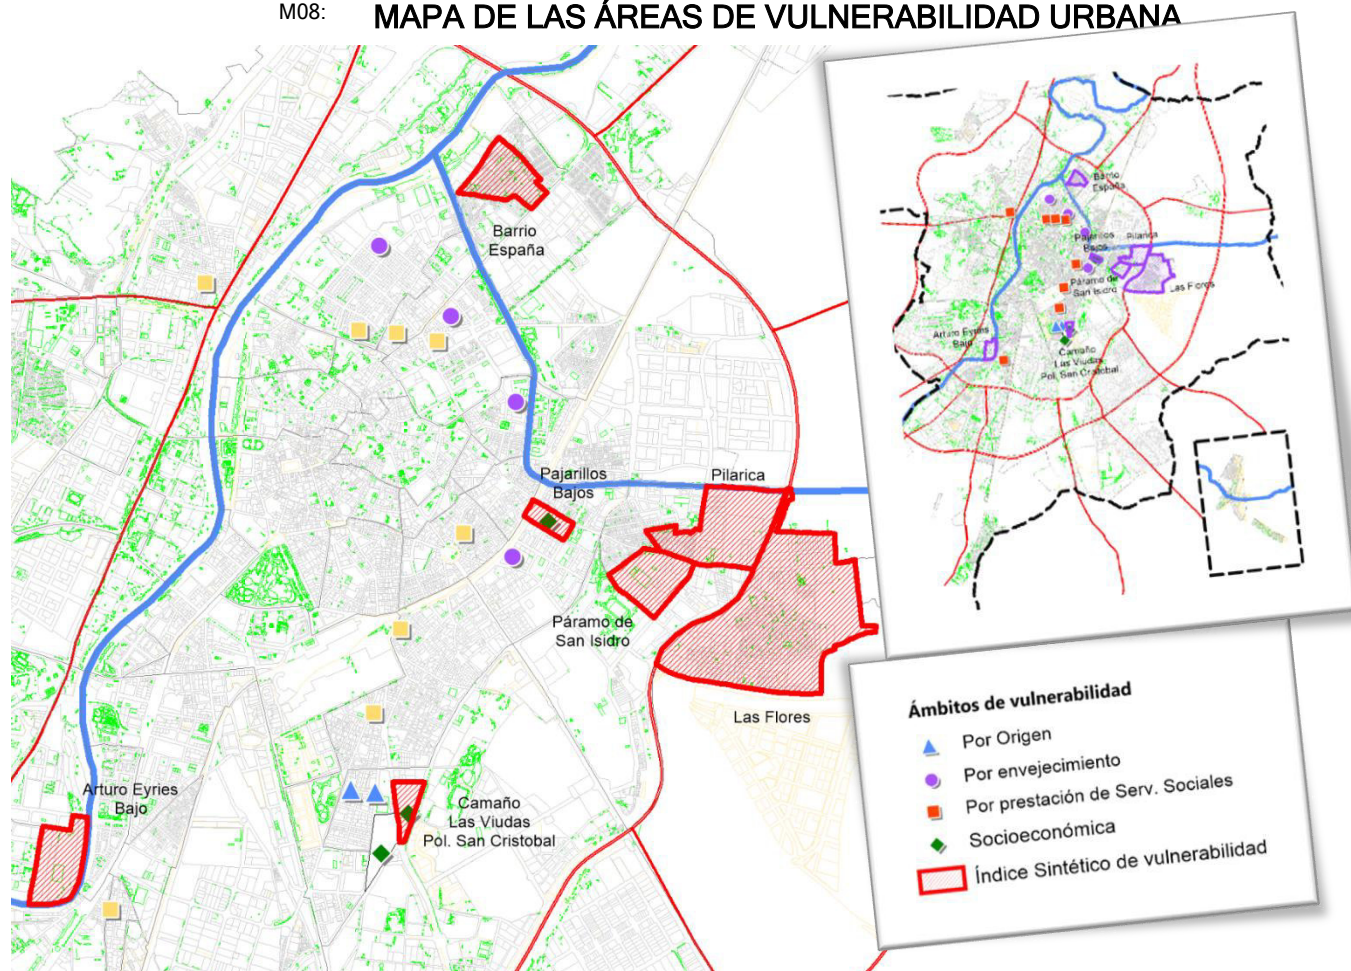 M08: MAPA DE LAS ÁREAS DE VULNERABILIDAD URBANA
Barrio
España
Pajarillos
Bajos
Pilarica
Páramo de
San Isidro
Las Flores
Arturo Eyries
Bajo
Camaño
Las Viudas
Pol. San Cristobal
Barrio
España
Pajarillos
Bajos
Pilarica
Páramo de
San Isidro
Las Flores
Arturo Eyries
Bajo
Camaño
Las Viudas
Pol. San Cristobal
Ámbitos de vulnerabilidad
Por Origen
Por envejecimiento
Por prestación de Serv. Sociales
Socioeconómica
Índice Sintético de vulnerabilidad